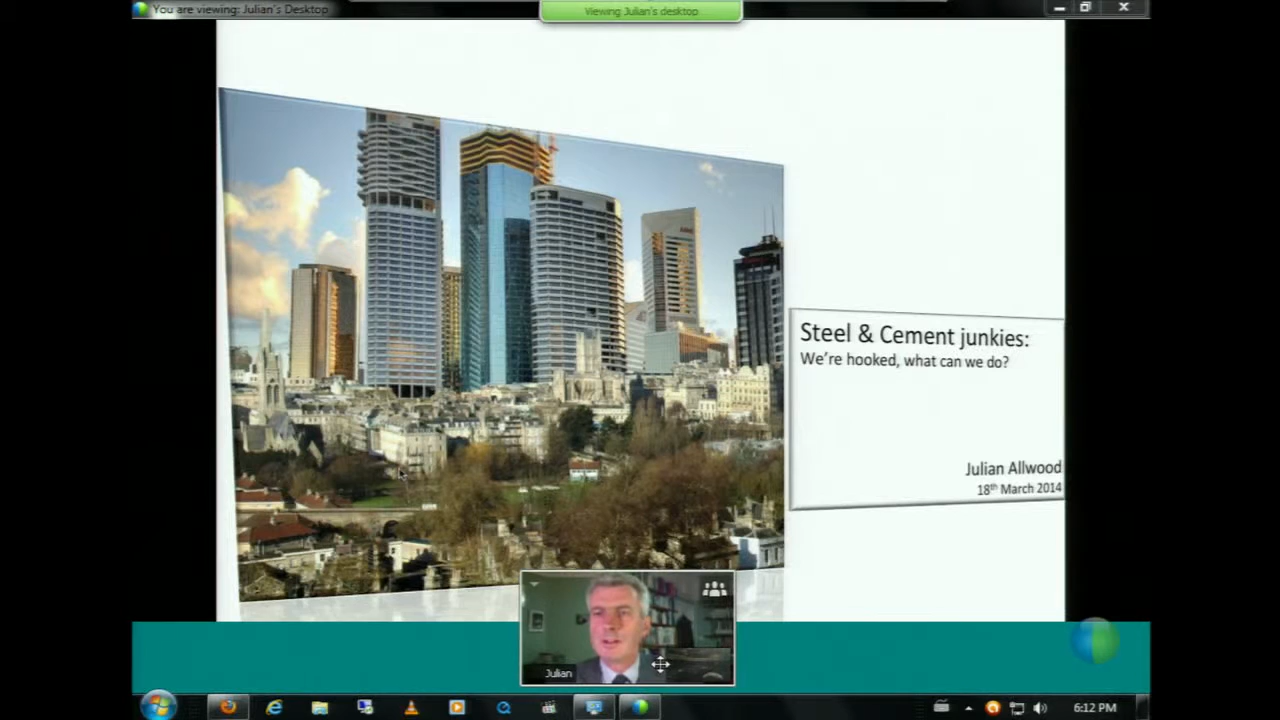 You are viewing: Julian's Desktop
Viewing Julian's desktop
Steel & Cement junkies:
We're hooked, what can we do?
Julian Allwood
18th March 2014
Julian
6:12 PM